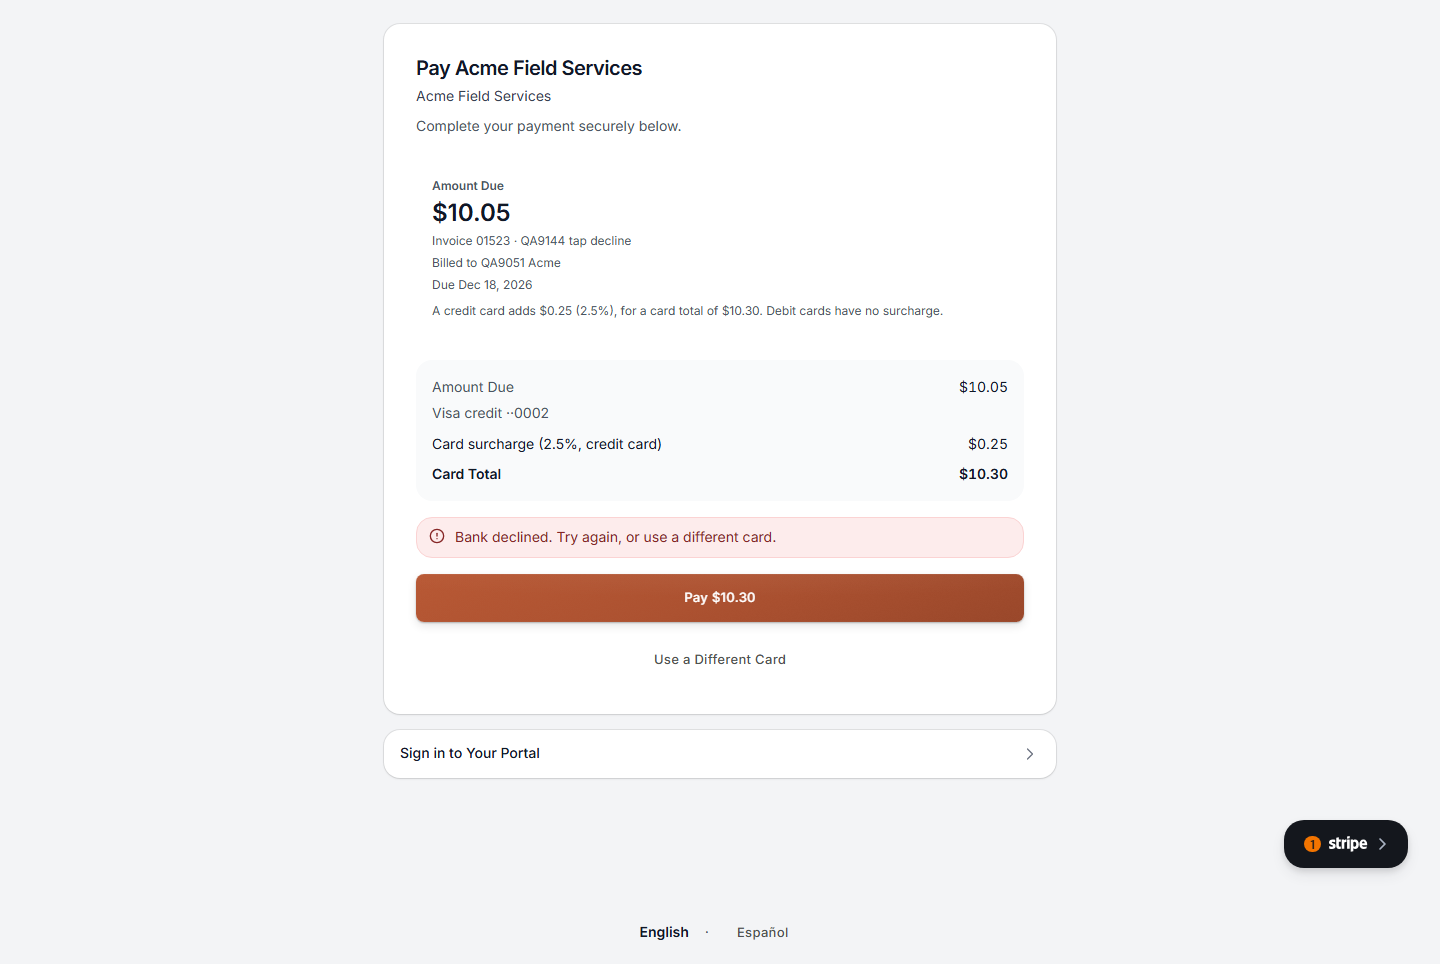 Pay Acme Field Services
Acme Field Services
Complete your payment securely below.
Amount Due
$10.05
Invoice 01523 · QA9144 tap decline
Billed to QA9051 Acme
Due Dec 18, 2026
A credit card adds $0.25 (2.5%), for a card total of $10.30. Debit cards have no surcharge.
Amount Due $10.05
Visa credit ··0002
Card surcharge (2.5%, credit card) $0.25
Card Total $10.30
Bank declined. Try again, or use a different card.
Pay $10.30
Use a Different Card
Sign in to Your Portal
1 stripe
English · Español